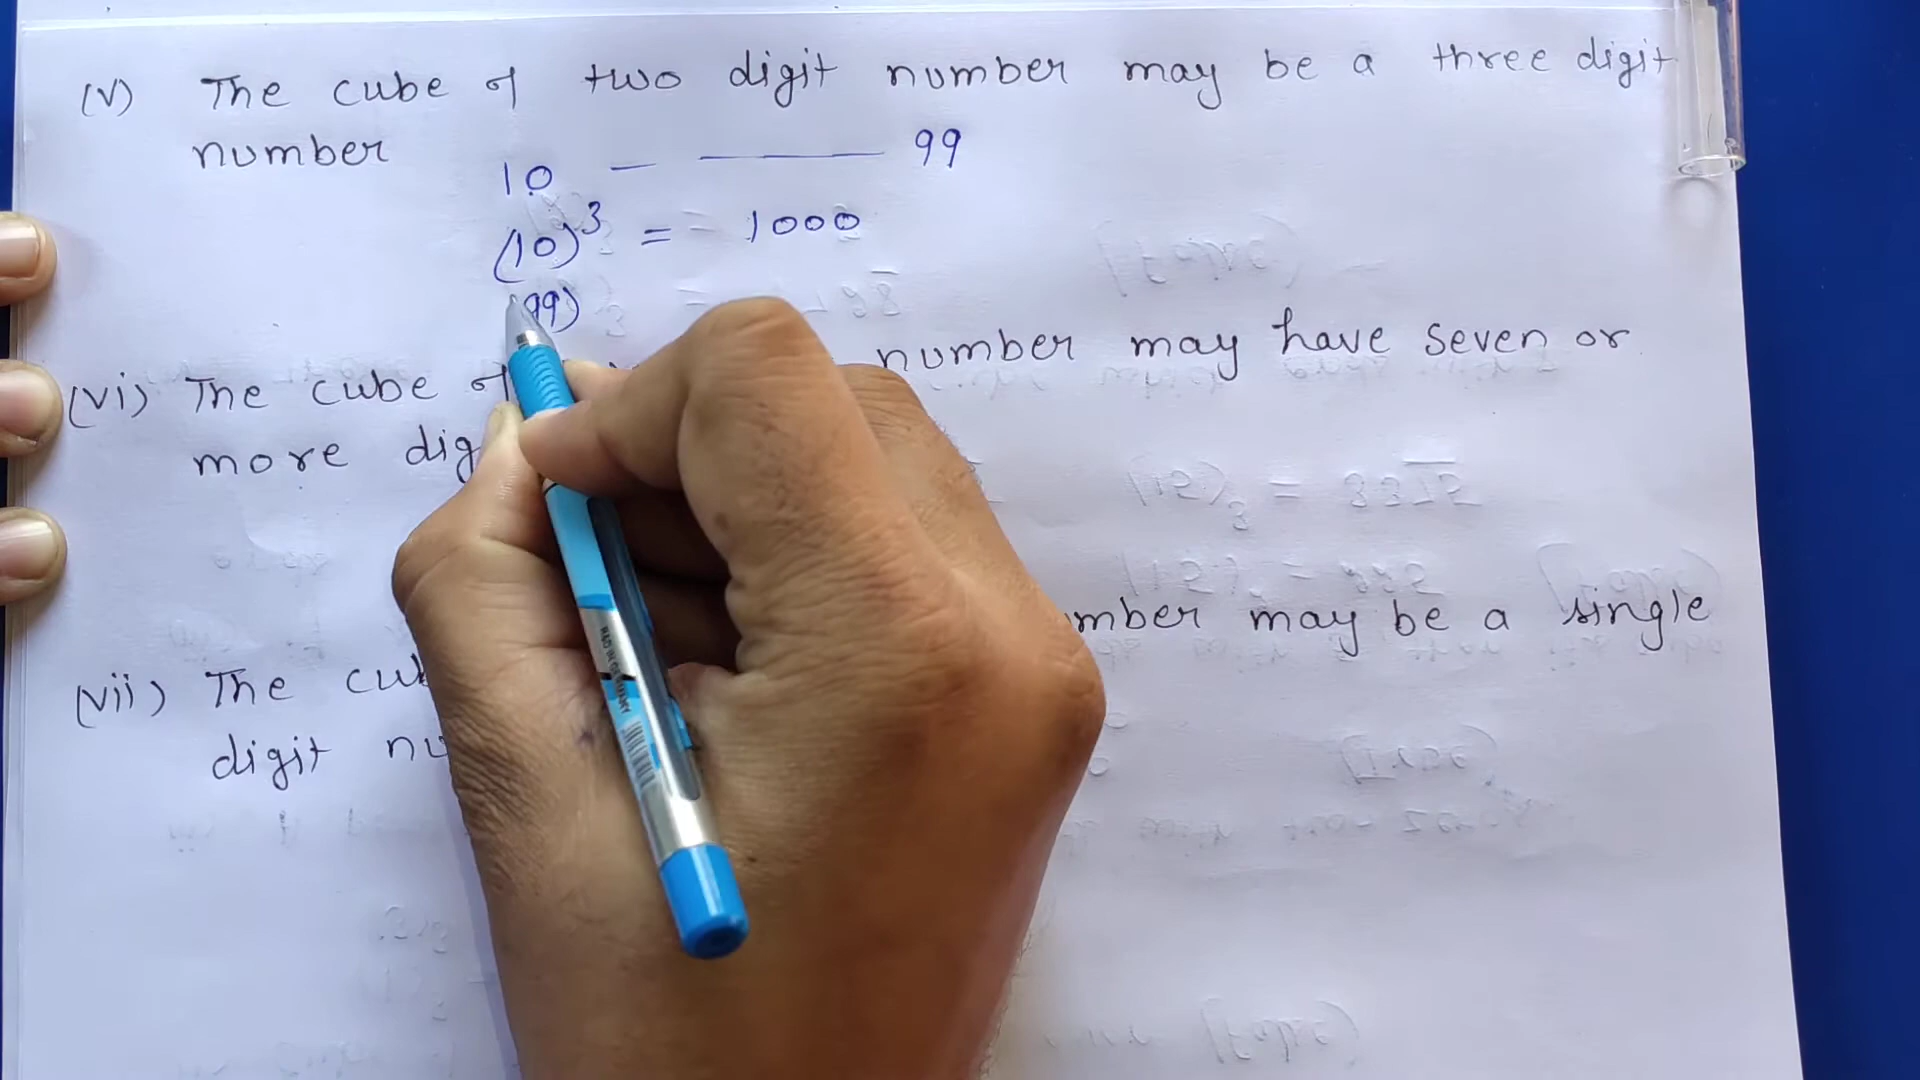 (v) The cube of two digit number may be a three digit
number
10 — —— 99
(10)³ = 1000
(99)
(vi) The cube of number may have seven or
more dig
(vii) The cu mber may be a single
digit nu